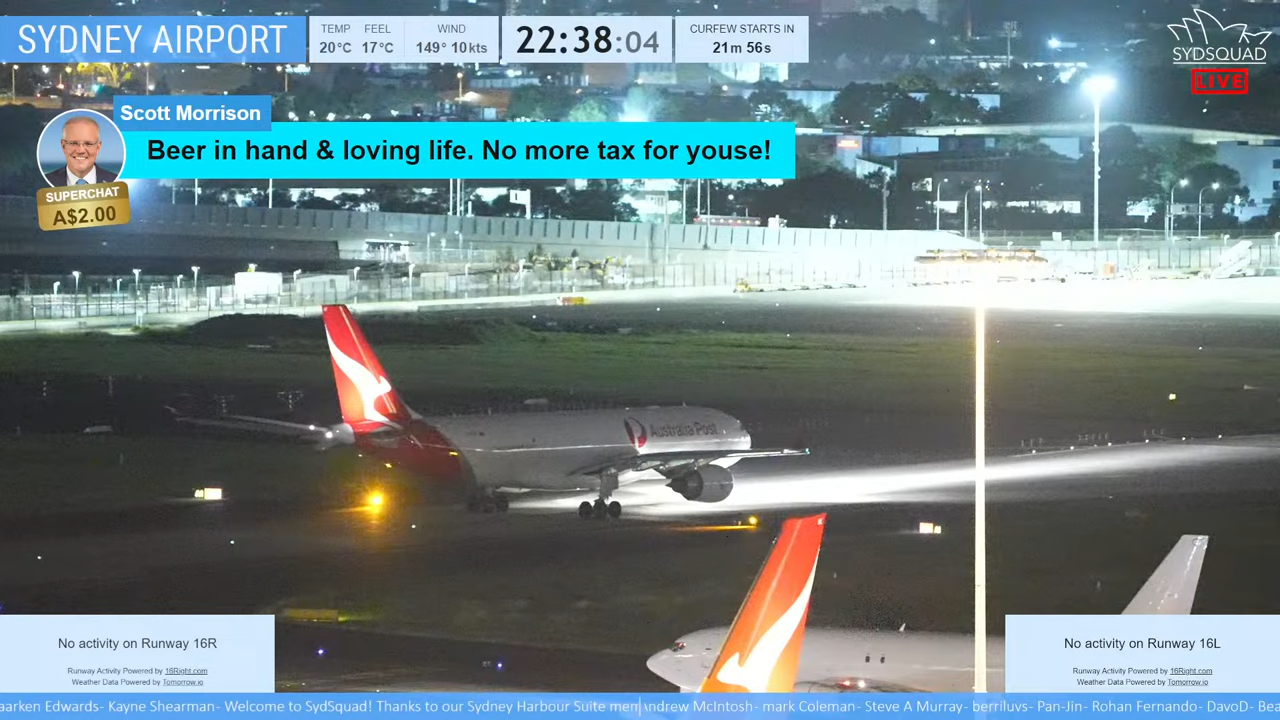 SYDNEY AIRPORT
TEMP FEEL WIND
20°C 17°C 149° 10kts
22:38:04
CURFEW STARTS IN
21m 56s
SYDSQUAD
LIVE
Scott Morrison
Beer in hand & loving life. No more tax for youse!
SUPERCHAT
A$2.00
Australia Post
No activity on Runway 16R
Runway Activity Powered by 16Right.com
Weather Data Powered by Tomorrow.io
No activity on Runway 16L
Runway Activity Powered by 16Right.com
Weather Data Powered by Tomorrow.io
aarken Edwards- Kayne Shearman- Welcome to SydSquad! Thanks to our Sydney Harbour Suite men ndrew McIntosh- mark Coleman- Steve A Murray- berriluvs- Pan-Jin- Rohan Fernando- DavoD- Bea